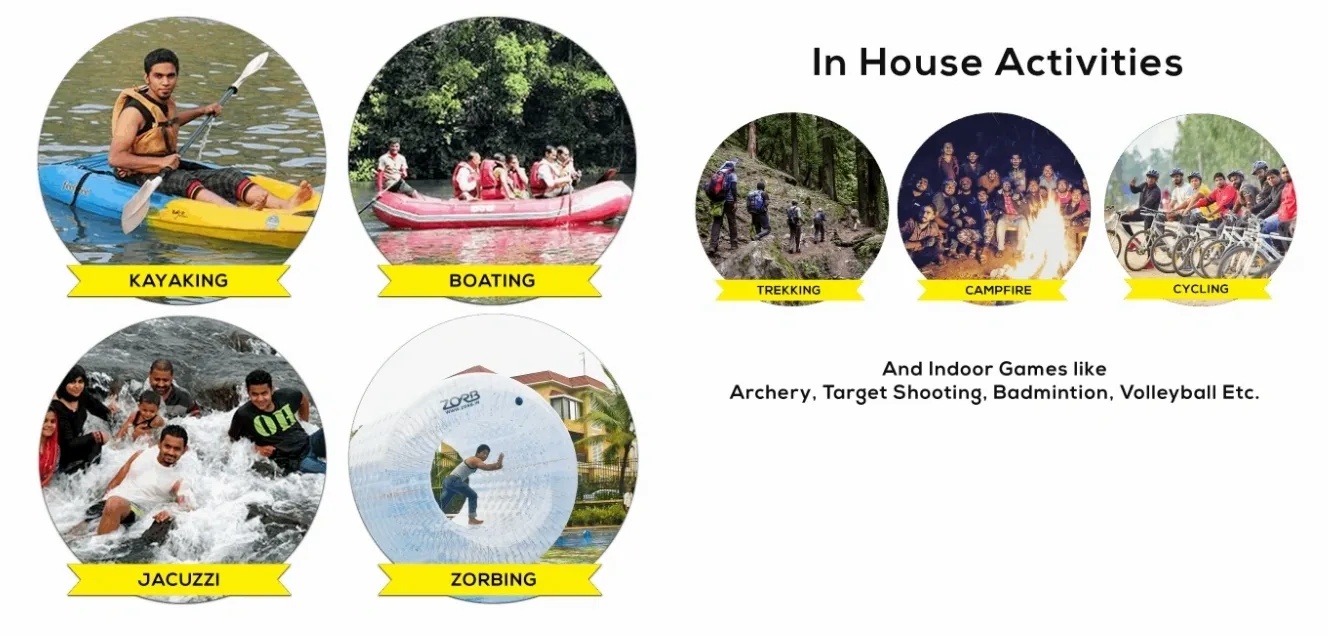 KAYAKING
BOATING
JACUZZI
ZORB
ZORBING
In House Activities
TREKKING
CAMPFIRE
CYCLING
And Indoor Games like
Archery, Target Shooting, Badmintion, Volleyball Etc.